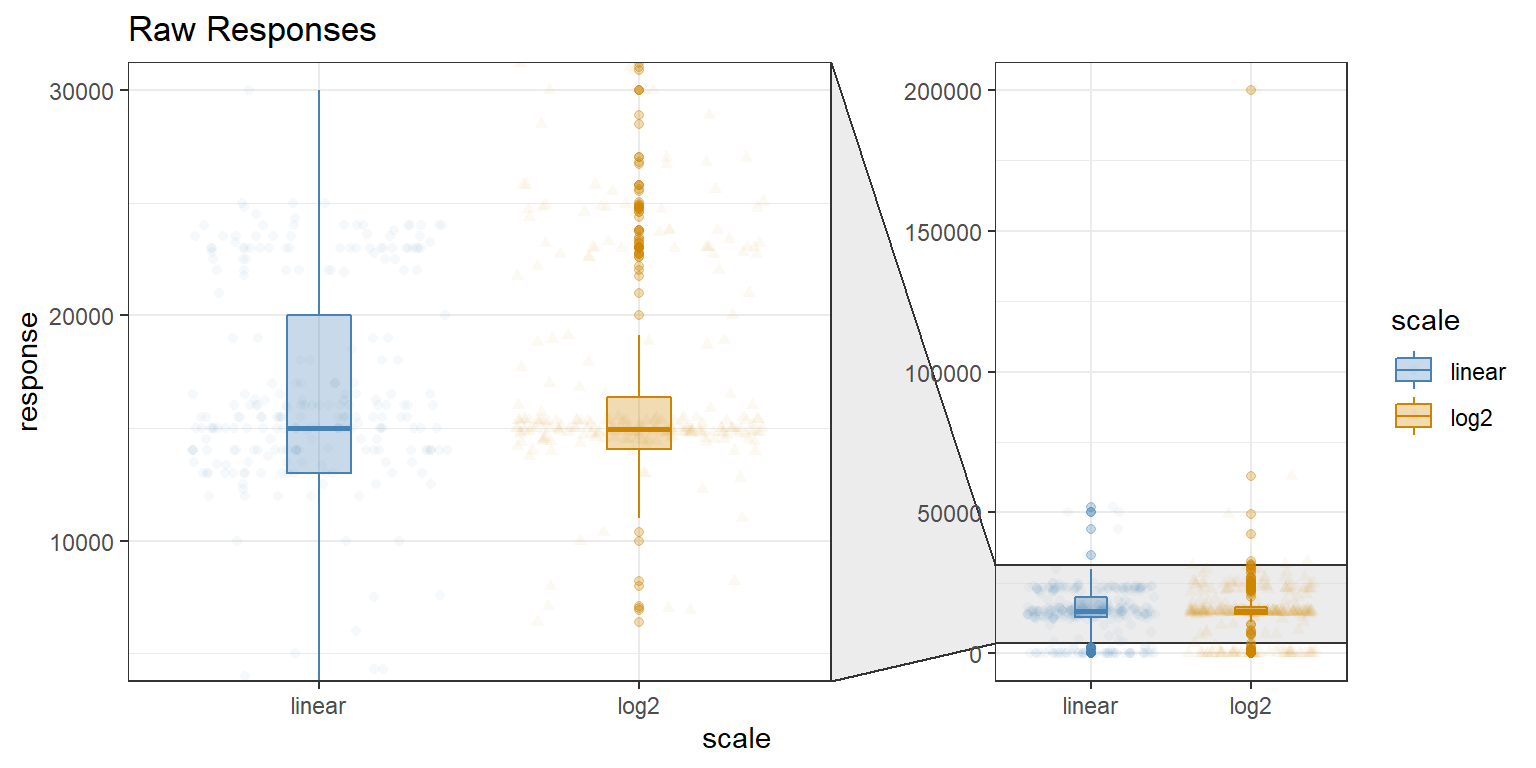 Raw Responses
response
30000
20000
10000
linear
log2
scale
200000
150000
100000
50000
0
linear
log2
scale
linear
log2